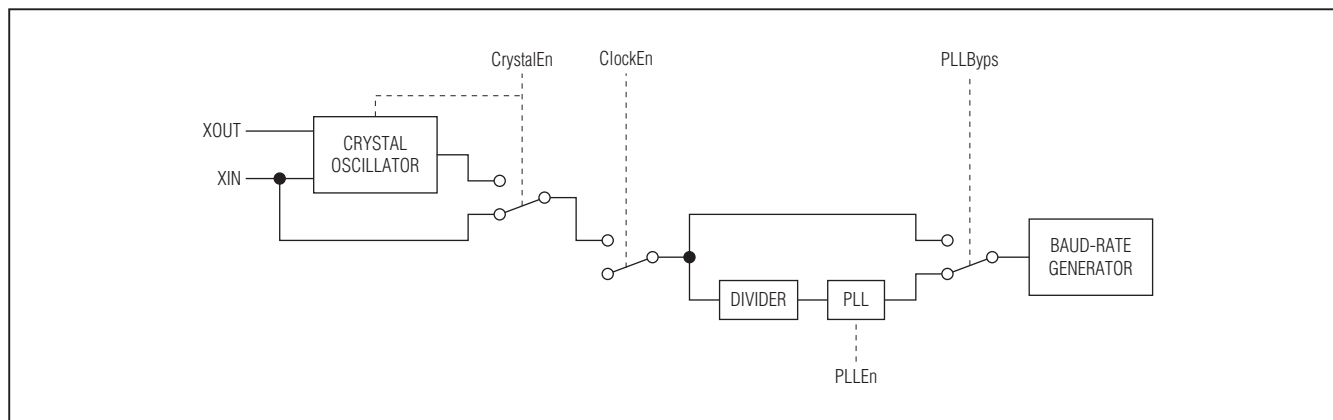 CrystalEn
ClockEn
PLLByps
XOUT
XIN
CRYSTAL
OSCILLATOR
BAUD-RATE
GENERATOR
DIVIDER
PLL
PLLEn